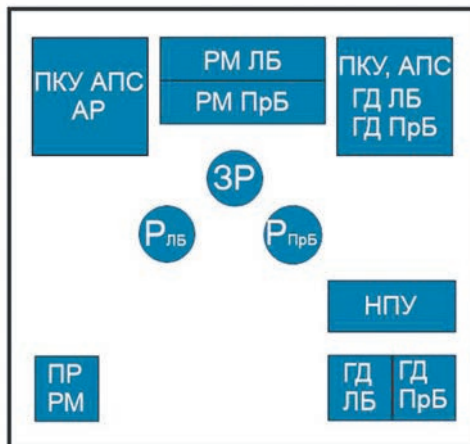 ПКУ АПС
АР
РМ ЛБ
РМ ПрБ
ПКУ, АПС
ГД ЛБ
ГД ПрБ
ЗР
РЛБ
РПрБ
НПУ
ПР
РМ
ГД
ЛБ
ГД
ПрБ